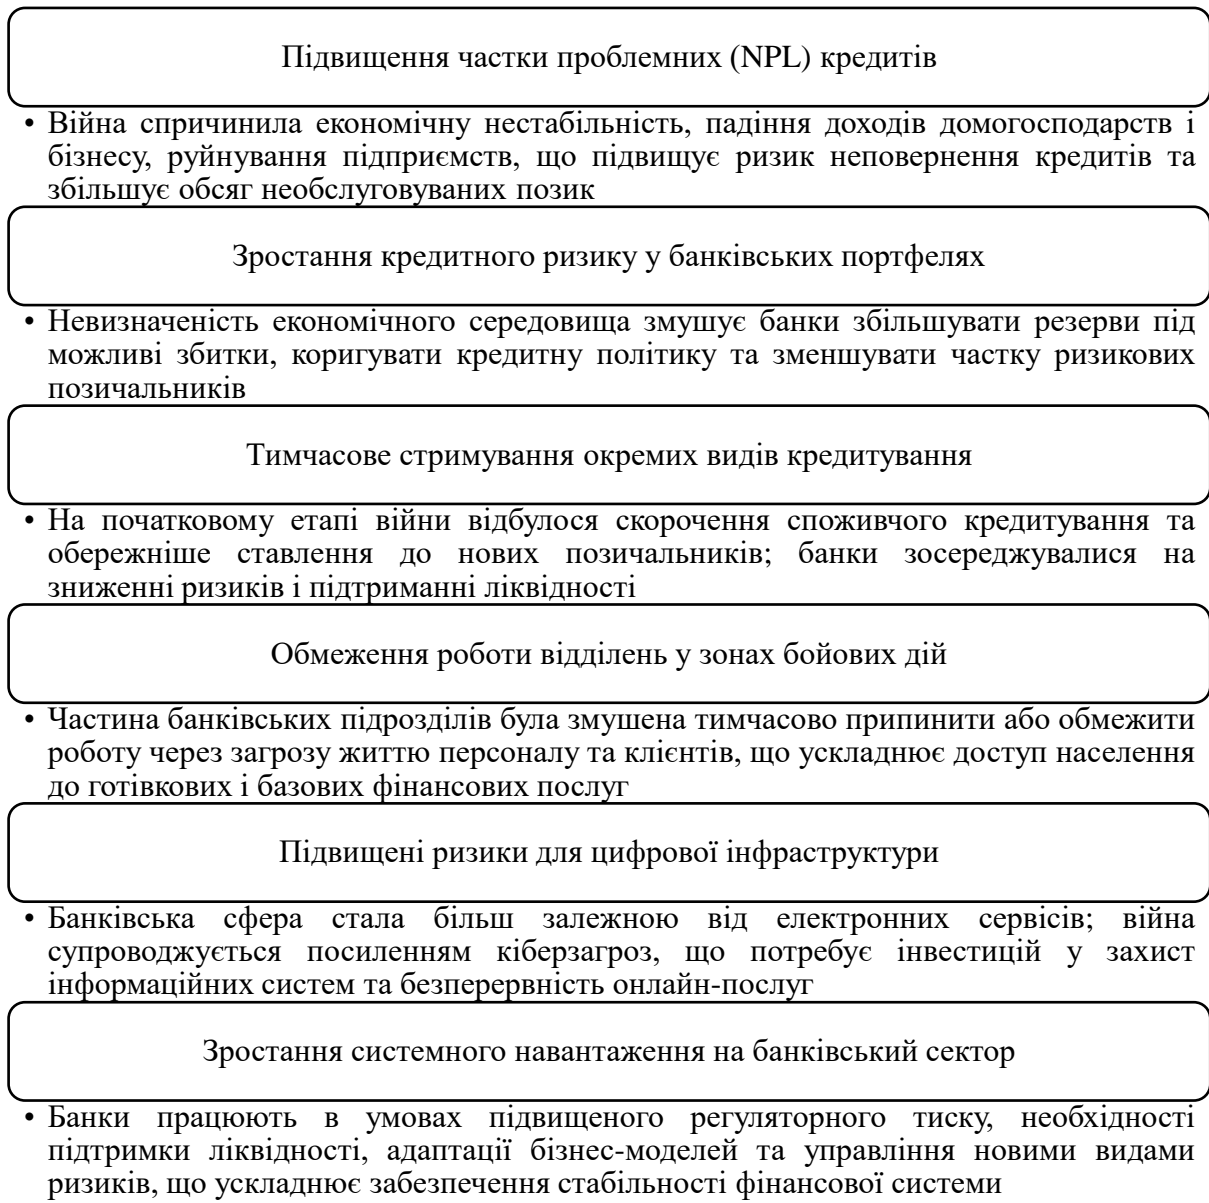 Підвищення частки проблемних (NPL) кредитів
• Війна спричинила економічну нестабільність, падіння доходів домогосподарств і
бізнесу, руйнування підприємств, що підвищує ризик неповернення кредитів та
збільшує обсяг необслуговуваних позик
Зростання кредитного ризику у банківських портфелях
• Невизначеність економічного середовища змушує банки збільшувати резерви під
можливі збитки, коригувати кредитну політику та зменшувати частку ризикових
позичальників
Тимчасове стримування окремих видів кредитування
• На початковому етапі війни відбулося скорочення споживчого кредитування та
обережніше ставлення до нових позичальників; банки зосереджувалися на
зниженні ризиків і підтриманні ліквідності
Обмеження роботи відділень у зонах бойових дій
• Частина банківських підрозділів була змушена тимчасово припинити або обмежити
роботу через загрозу життю персоналу та клієнтів, що ускладнює доступ населення
до готівкових і базових фінансових послуг
Підвищені ризики для цифрової інфраструктури
• Банківська сфера стала більш залежною від електронних сервісів; війна
супроводжується посиленням кіберзагроз, що потребує інвестицій у захист
інформаційних систем та безперервність онлайн-послуг
Зростання системного навантаження на банківський сектор
• Банки працюють в умовах підвищеного регуляторного тиску, необхідності
підтримки ліквідності, адаптації бізнес-моделей та управління новими видами
ризиків, що ускладнює забезпечення стабільності фінансової системи